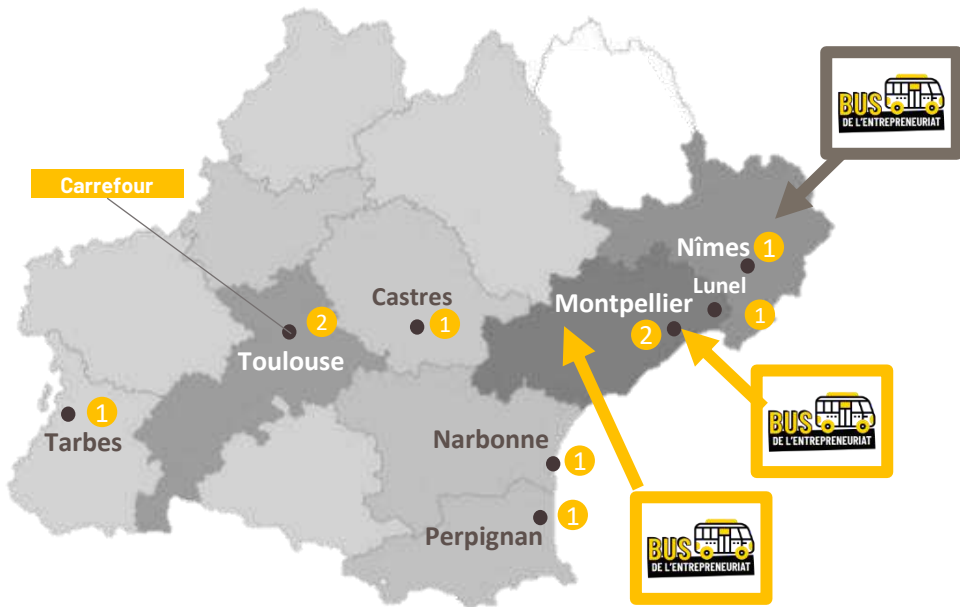 BUS
DE L'ENTREPRENEURIAT
Carrefour
Nîmes 1
Lunel
1
Montpellier
2
Castres
1
2
Toulouse
1
Tarbes
BUS
DE L'ENTREPRENEURIAT
Narbonne
1
1
Perpignan
BUS
DE L'ENTREPRENEURIAT